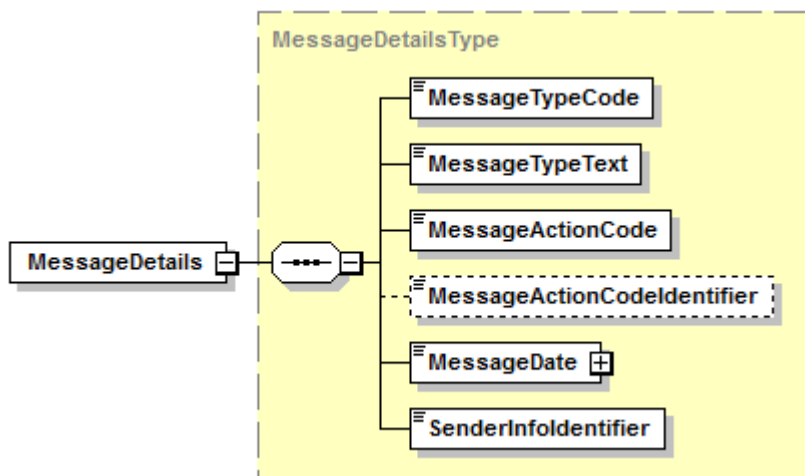 MessageDetailsType
MessageTypeCode
MessageTypeText
MessageActionCode
MessageDetails
MessageActionCodeIdentifier
MessageDate
SenderInfoIdentifier